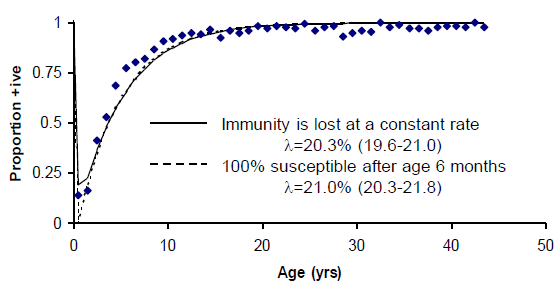 1
0.75
0.5
0.25
0
Proportion +ive
Immunity is lost at a constant rate
λ=20.3% (19.6-21.0)
100% susceptible after age 6 months
λ=21.0% (20.3-21.8)
0 10 20 30 40 50
Age (yrs)